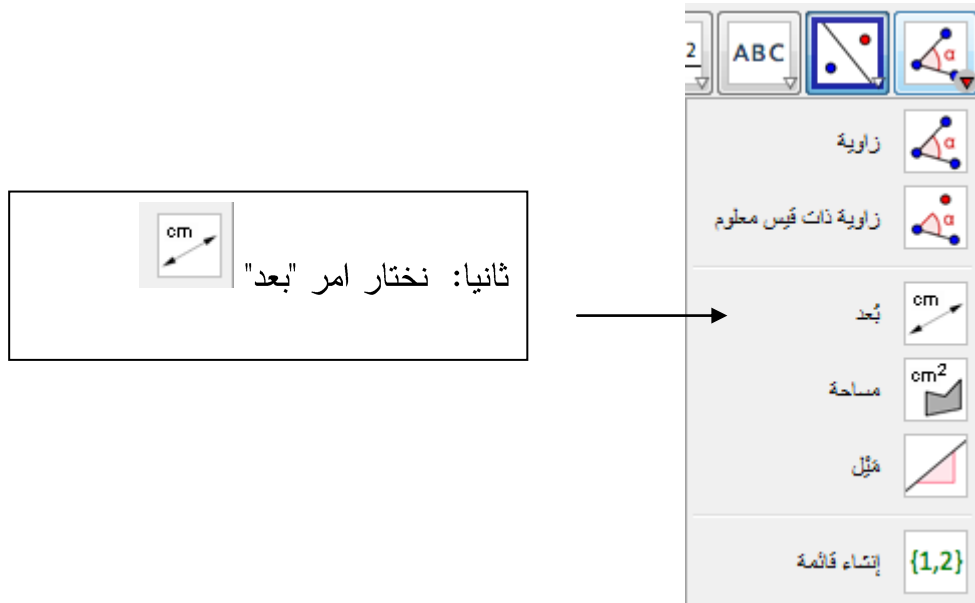 2
ABC
α
زاوية
α
زاوية ذات قيس معلوم
α
ثانيا: نختار امر "بعد"
cm
بُعد
cm
مساحة
cm²
مَيْل
إنشاء قائمة
{1,2}